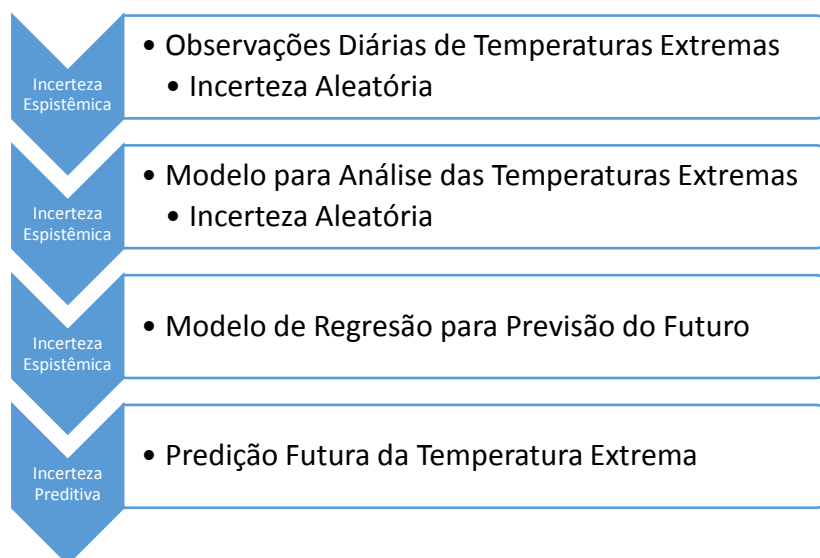 Incerteza
Espistêmica
• Observações Diárias de Temperaturas Extremas
• Incerteza Aleatória
Incerteza
Espistêmica
• Modelo para Análise das Temperaturas Extremas
• Incerteza Aleatória
Incerteza
Espistêmica
• Modelo de Regresão para Previsão do Futuro
Incerteza
Preditiva
• Predição Futura da Temperatura Extrema